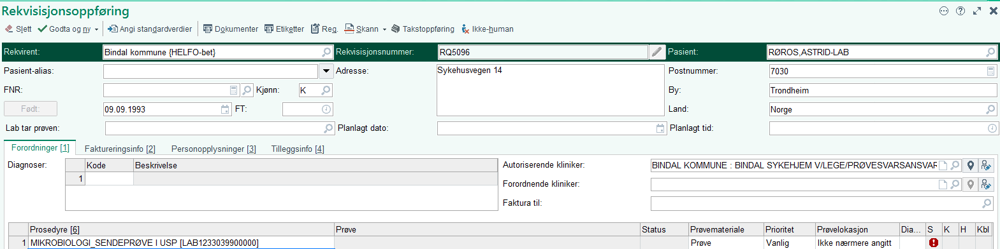 Rekvisisjonsoppføring
Slett Godta og ny Angi standardverdier Dokumenter Etiketter Reg. Skann Takstoppføring Ikke-human
Rekvirent: Bindal kommune {HELFO-bet} Rekvisisjonsnummer: RQ5096 Pasient: RØROS,ASTRID-LAB
Pasient-alias: Adresse: Sykehusvegen 14 Postnummer: 7030
FNR: Kjønn: K By: Trondheim
Født: 09.09.1993 FT: Land: Norge
Lab tar prøven: Planlagt dato: Planlagt tid:
Forordninger [1] Faktureringsinfo [2] Personopplysninger [3] Tilleggsinfo [4]
Diagnoser: Kode Beskrivelse Autoriserende kliniker: BINDAL KOMMUNE : BINDAL SYKEHJEM V/LEGE/PRØVESVARSANSVAR
1
Forordnende kliniker:
Faktura til:
Prosedyre [6] Prøve Status Prøvemateriale Prioritet Prøvelokasjon Dia... S K H Kbl
1 MIKROBIOLOGI_SENDEPRØVE I USP [LAB1233039900000] Prøve Vanlig Ikke nærmere angitt